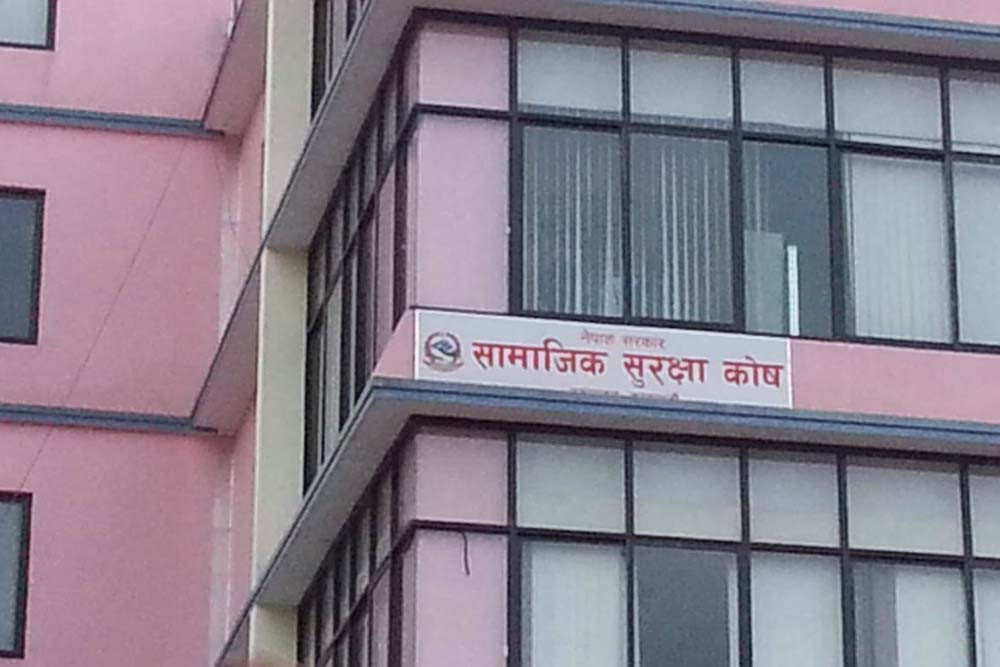 नेपाल सरकार
सामाजिक सुरक्षा कोष